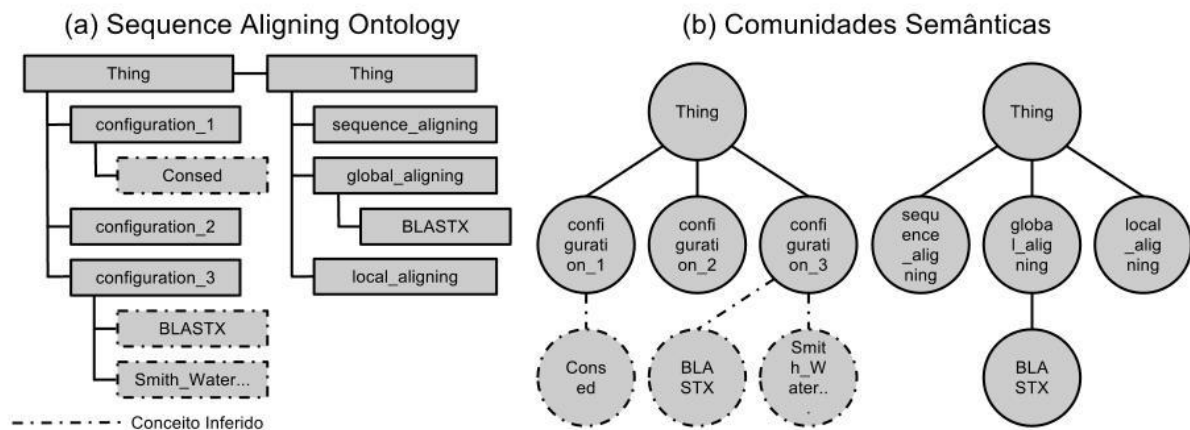 (a) Sequence Aligning Ontology
Thing
Thing
configuration_1
sequence_aligning
Consed
global_aligning
configuration_2
BLASTX
configuration_3
local_aligning
BLASTX
Smith_Water...
Conceito Inferido
(b) Comunidades Semânticas
Thing
Thing
confi
gurati
on_1
confi
gurati
on_2
confi
gurati
on_3
sequ
ence
_alig
ning
globa
l_alig
ning
local
_alig
ning
Cons
ed
BLA
STX
Smit
h_W
ater..
.
BLA
STX